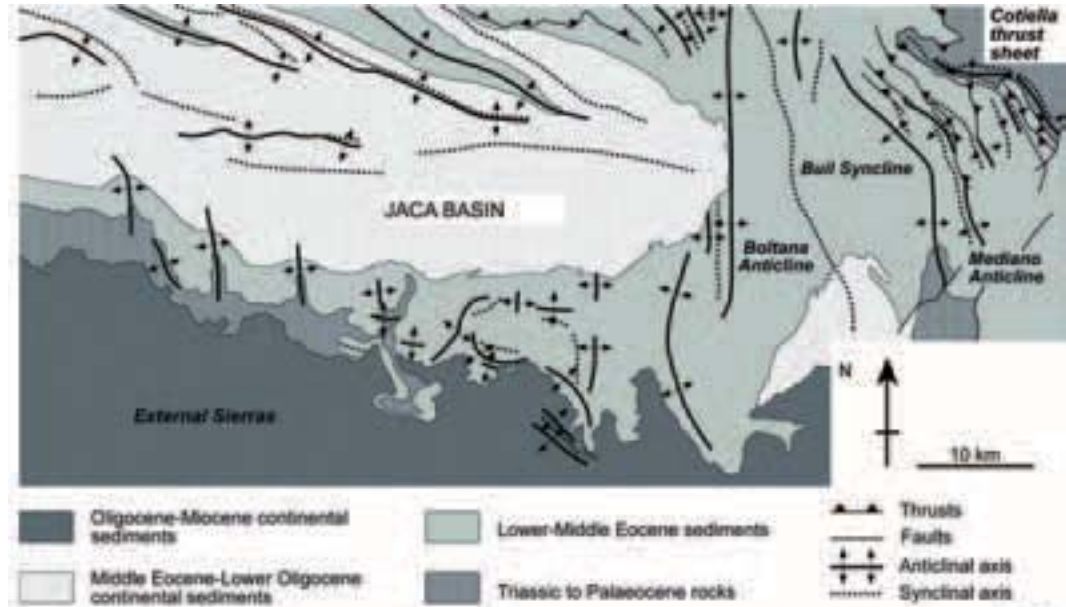 Cotiella
thrust
sheet
Buil Syncline
JACA BASIN
Boltana
Anticline
Mediano
Anticline
N
External Sierras
10 km
Oligocene-Miocene continental
sediments
Lower-Middle Eocene sediments
Middle Eocene-Lower Oligocene
continental sediments
Triassic to Palaeocene rocks
Thrusts
Faults
Anticlinal axis
Synclinal axis